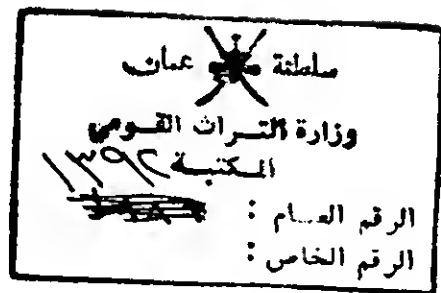 سلطنة عمان
وزارة التراث القومي
المكتبة ١٣٩٢
الرقم العام :
الرقم الخاص :